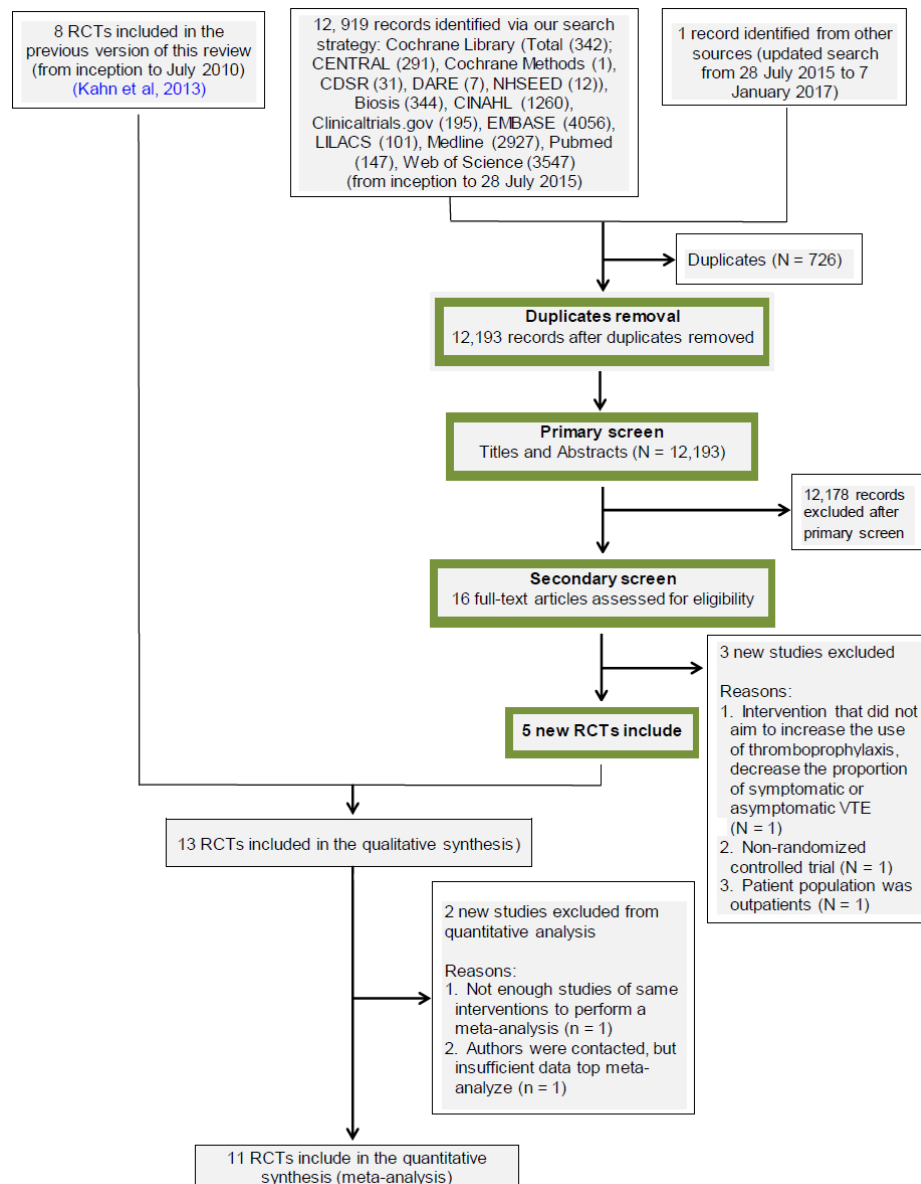 8 RCTs included in the
previous version of this review
(from inception to July 2010)
(Kahn et al, 2013)
12, 919 records identified via our search
strategy: Cochrane Library (Total (342);
CENTRAL (291), Cochrane Methods (1),
CDSR (31), DARE (7), NHSEED (12)),
Biosis (344), CINAHL (1260),
Clinicaltrials.gov (195), EMBASE (4056),
LILACS (101), Medline (2927), Pubmed
(147), Web of Science (3547)
(from inception to 28 July 2015)
1 record identified from other
sources (updated search
from 28 July 2015 to 7
January 2017)
Duplicates (N = 726)
Duplicates removal
12,193 records after duplicates removed
Primary screen
Titles and Abstracts (N = 12,193)
12,178 records
excluded after
primary screen
Secondary screen
16 full-text articles assessed for eligibility
3 new studies excluded
Reasons:
1. Intervention that did not
aim to increase the use
of thromboprophylaxis,
decrease the proportion
of symptomatic or
asymptomatic VTE
(N = 1)
2. Non-randomized
controlled trial (N = 1)
3. Patient population was
outpatients (N = 1)
5 new RCTs include
13 RCTs included in the qualitative synthesis)
2 new studies excluded from
quantitative analysis
Reasons:
1. Not enough studies of same
interventions to perform a
meta-analysis (n = 1)
2. Authors were contacted, but
insufficient data top meta-
analyze (n = 1)
11 RCTs include in the quantitative
synthesis (meta-analysis)